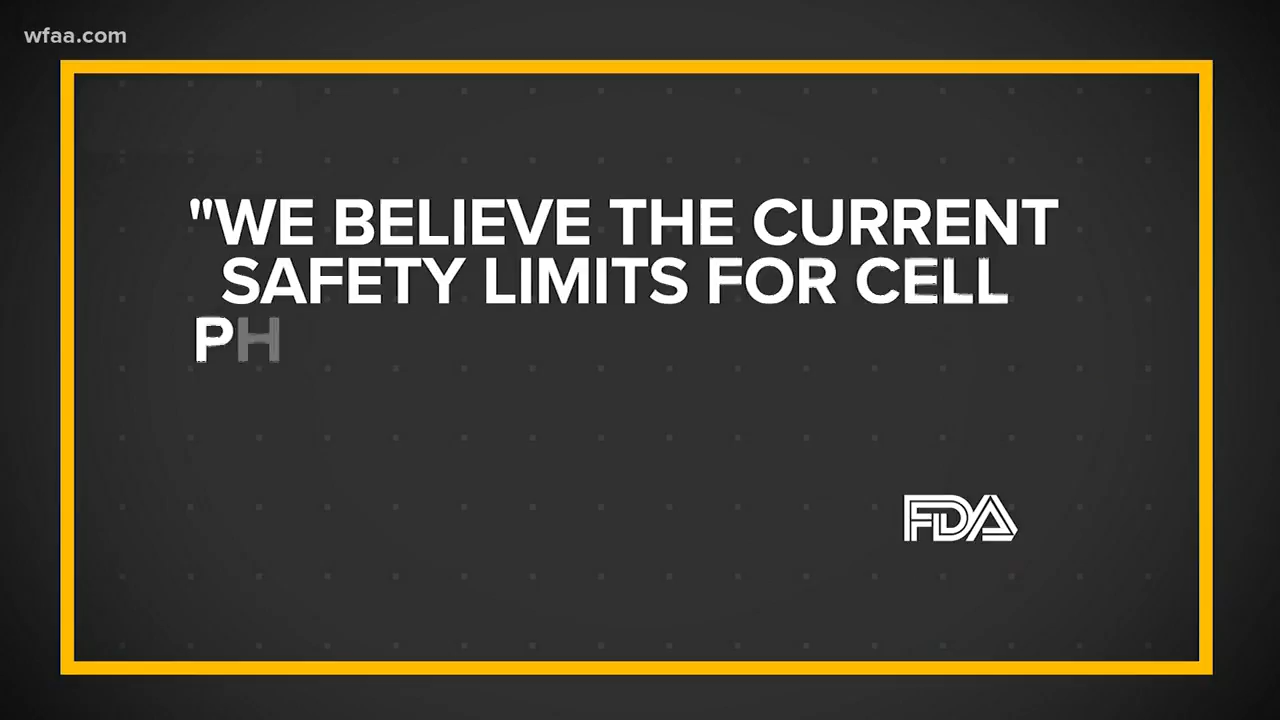 wfaa.com
"WE BELIEVE THE CURRENT
SAFETY LIMITS FOR CELL
PH
FDA